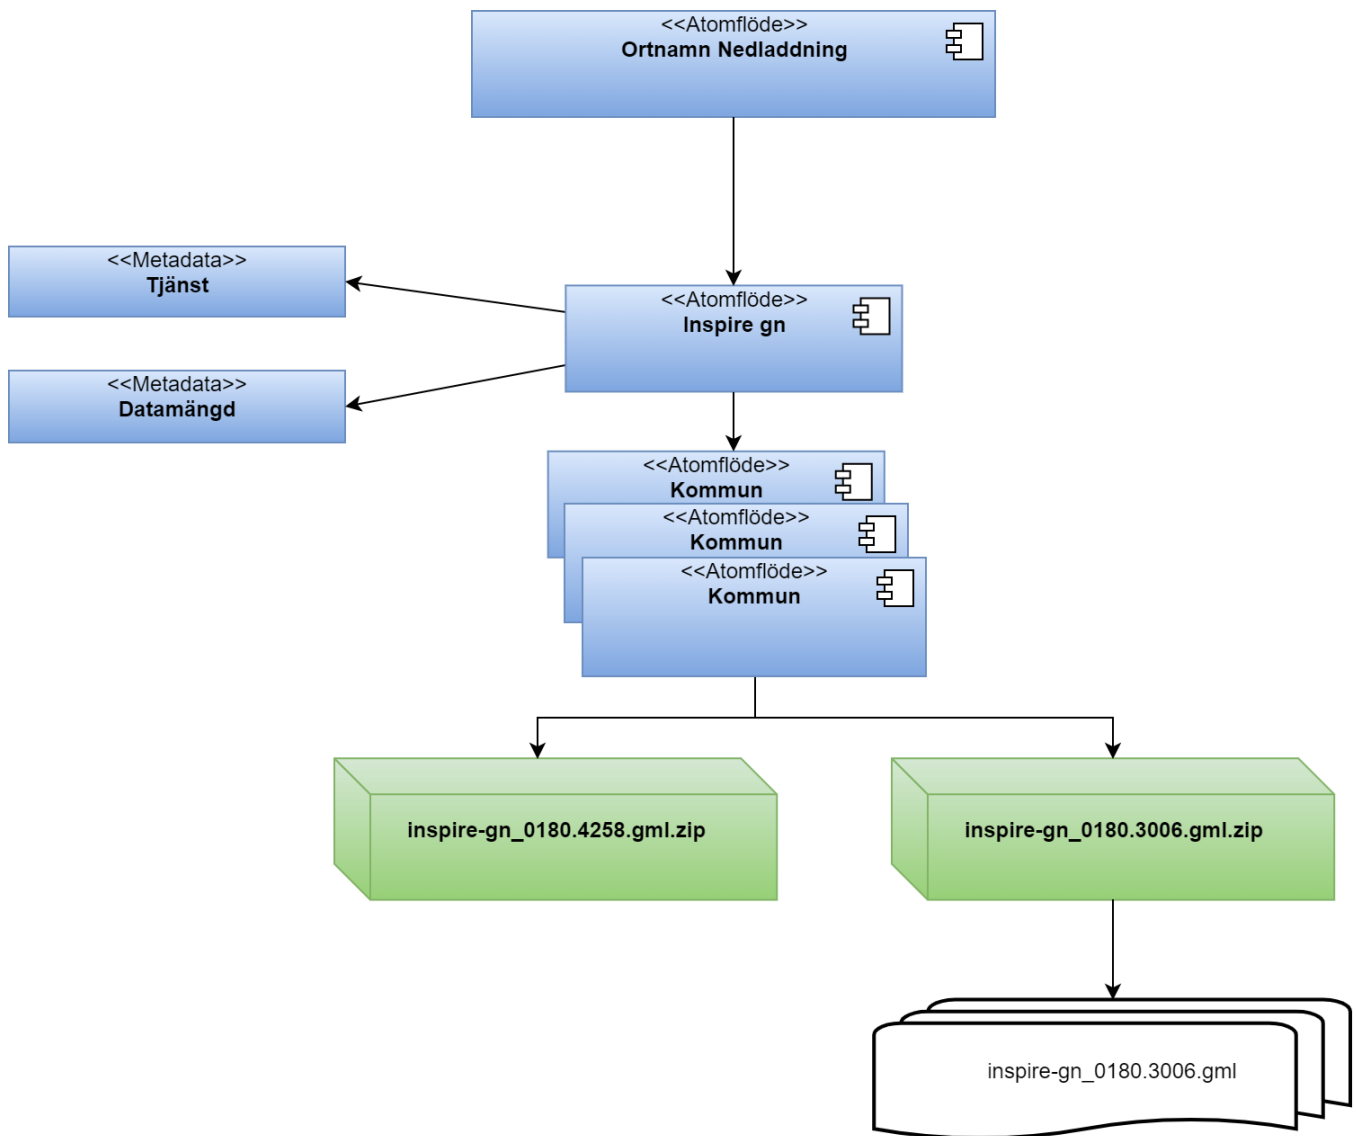 <<Atomflöde>>
Ortnamn Nedladdning
<<Metadata>>
Tjänst
<<Atomflöde>>
Inspire gn
<<Metadata>>
Datamängd
<<Atomflöde>>
Kommun
<<Atomflöde>>
Kommun
<<Atomflöde>>
Kommun
inspire-gn_0180.4258.gml.zip
inspire-gn_0180.3006.gml.zip
inspire-gn_0180.3006.gml